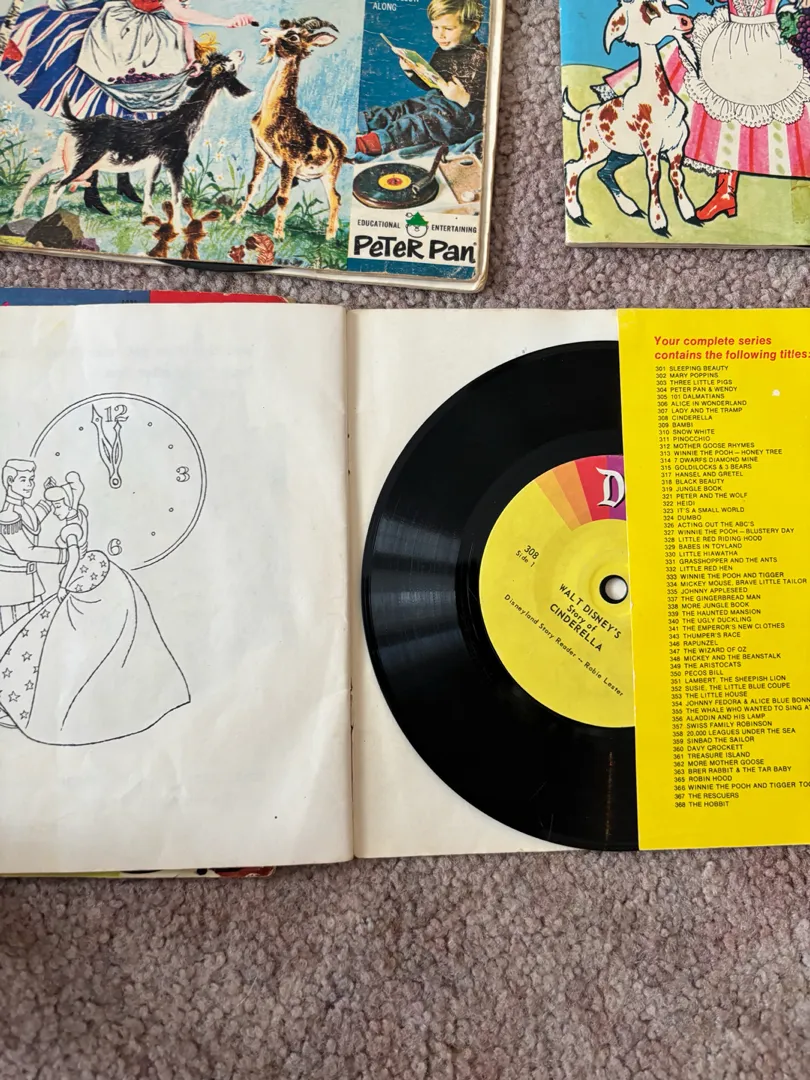 ALONG
EDUCATIONAL
ENTERTAINING
PETER PAN
12
3
6
D
308
Side 1
WALT DISNEY'S
Story of
CINDERELLA
Disneyland Story Reader — Robie Lester
Your complete series
contains the following titles:
301 SLEEPING BEAUTY
302 MARY POPPINS
303 THREE LITTLE PIGS
304 PETER PAN & WENDY
305 101 DALMATIANS
306 ALICE IN WONDERLAND
307 LADY AND THE TRAMP
308 CINDERELLA
309 BAMBI
310 SNOW WHITE
311 PINOCCHIO
312 MOTHER GOOSE RHYMES
313 WINNIE THE POOH — HONEY TREE
314 7 DWARFS DIAMOND MINE
315 GOLDILOCKS & 3 BEARS
317 HANSEL AND GRETEL
318 BLACK BEAUTY
319 JUNGLE BOOK
321 PETER AND THE WOLF
322 HEIDI
323 IT'S A SMALL WORLD
324 DUMBO
326 ACTING OUT THE ABC'S
327 WINNIE THE POOH — BLUSTERY DAY
328 LITTLE RED RIDING HOOD
329 BABES IN TOYLAND
330 LITTLE HIAWATHA
331 GRASSHOPPER AND THE ANTS
332 LITTLE RED HEN
333 WINNIE THE POOH AND TIGGER
334 MICKEY MOUSE, BRAVE LITTLE TAILOR
335 JOHNNY APPLESEED
337 THE GINGERBREAD MAN
338 MORE JUNGLE BOOK
339 THE HAUNTED MANSION
340 THE UGLY DUCKLING
341 THE EMPEROR'S NEW CLOTHES
343 THUMPER'S RACE
346 RAPUNZEL
347 THE WIZARD OF OZ
348 MICKEY AND THE BEANSTALK
349 THE ARISTOCATS
350 PECOS BILL
351 LAMBERT, THE SHEEPISH LION
352 SUSIE, THE LITTLE BLUE COUPE
353 THE LITTLE HOUSE
354 JOHNNY FEDORA & ALICE BLUE BONN
355 THE WHALE WHO WANTED TO SING A
356 ALADDIN AND HIS LAMP
357 SWISS FAMILY ROBINSON
358 20,000 LEAGUES UNDER THE SEA
359 SINBAD THE SAILOR
360 DAVY CROCKETT
361 TREASURE ISLAND
362 MORE MOTHER GOOSE
363 BRER RABBIT & THE TAR BABY
365 ROBIN HOOD
366 WINNIE THE POOH AND TIGGER TOO
367 THE RESCUERS
368 THE HOBBIT